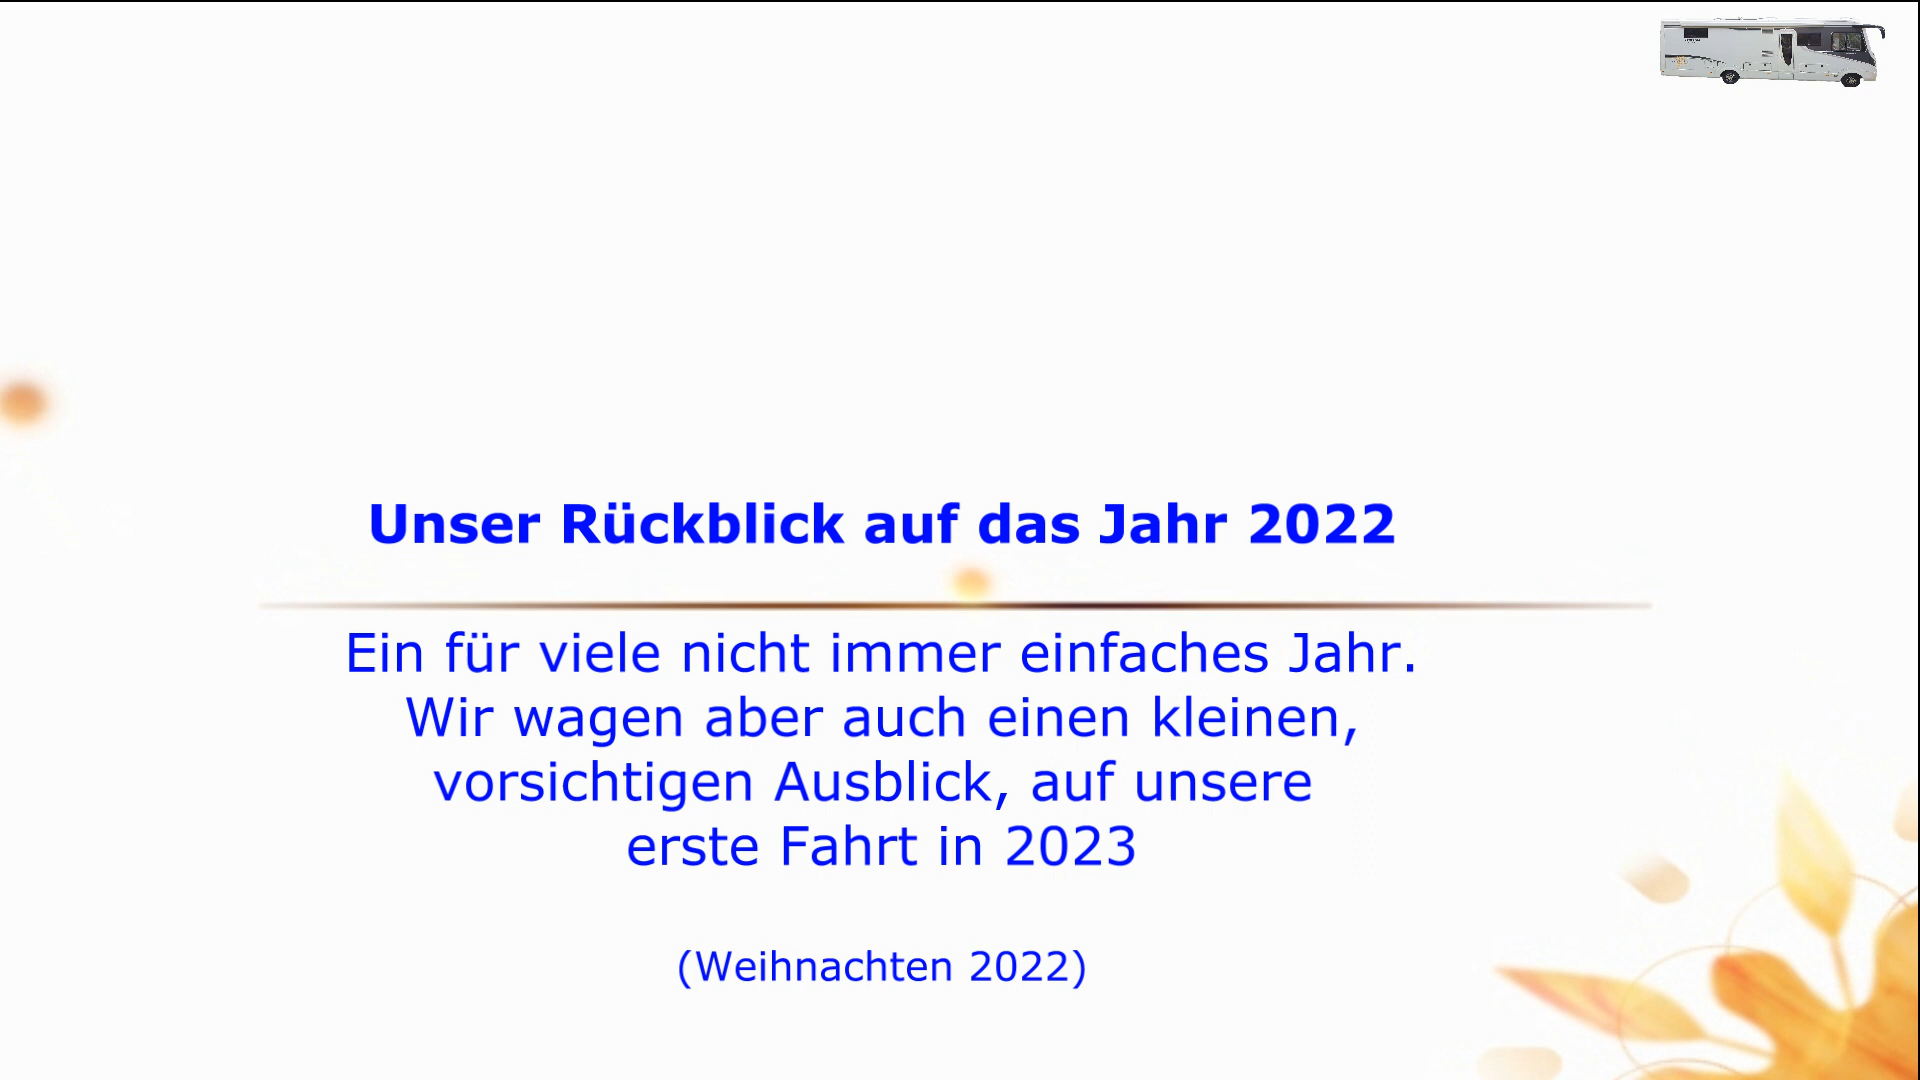 Unser Rückblick auf das Jahr 2022
Ein für viele nicht immer einfaches Jahr.
Wir wagen aber auch einen kleinen,
vorsichtigen Ausblick, auf unsere
erste Fahrt in 2023
(Weihnachten 2022)